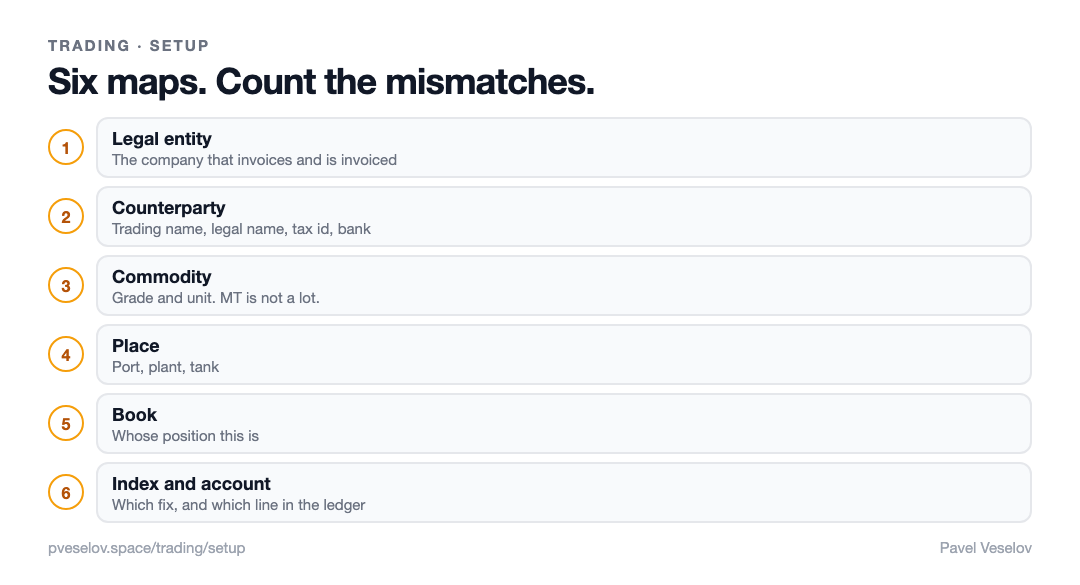 TRADING · SETUP
Six maps. Count the mismatches.
1
Legal entity
The company that invoices and is invoiced
2
Counterparty
Trading name, legal name, tax id, bank
3
Commodity
Grade and unit. MT is not a lot.
4
Place
Port, plant, tank
5
Book
Whose position this is
6
Index and account
Which fix, and which line in the ledger
pveselov.space/trading/setup
Pavel Veselov